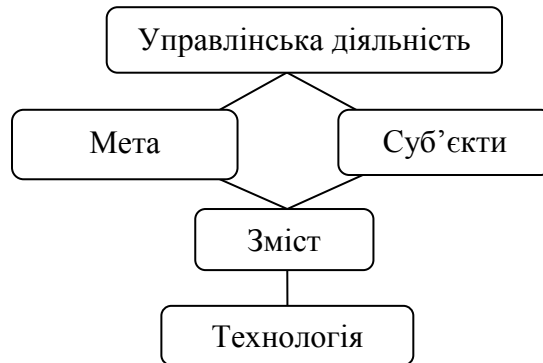 Управлінська діяльність
Мета
Суб’єкти
Зміст
Технологія